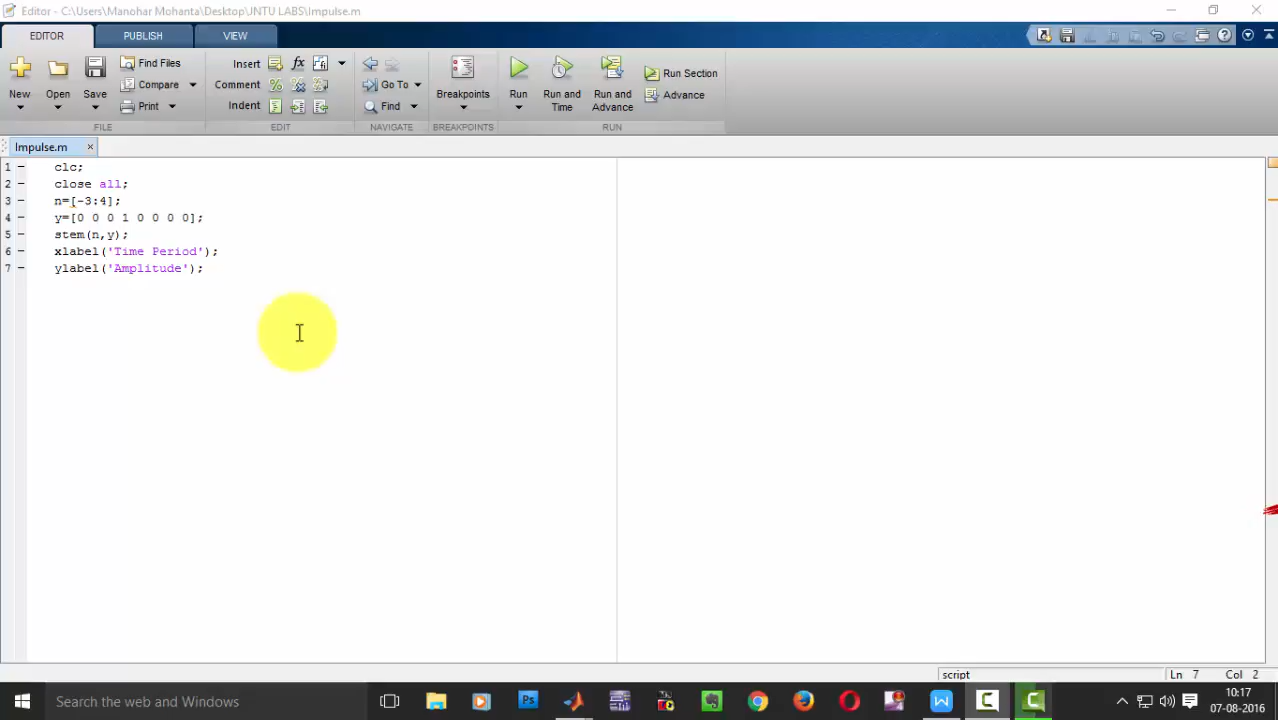 Editor - C:\Users\Manohar Mohanta\Desktop\JNTU LABS\Impulse.m
EDITOR PUBLISH VIEW
New Open Save Find Files Compare Print
Insert fx Comment Indent
Go To Find
Breakpoints
Run Run and Time Run and Advance Run Section Advance
FILE EDIT NAVIGATE BREAKPOINTS RUN
Impulse.m ×
1 – clc;
2 – close all;
3 – n=[-3:4];
4 – y=[0 0 0 1 0 0 0 0];
5 – stem(n,y);
6 – xlabel('Time Period');
7 – ylabel('Amplitude');
script Ln 7 Col 2
Search the web and Windows
10:17
07-08-2016